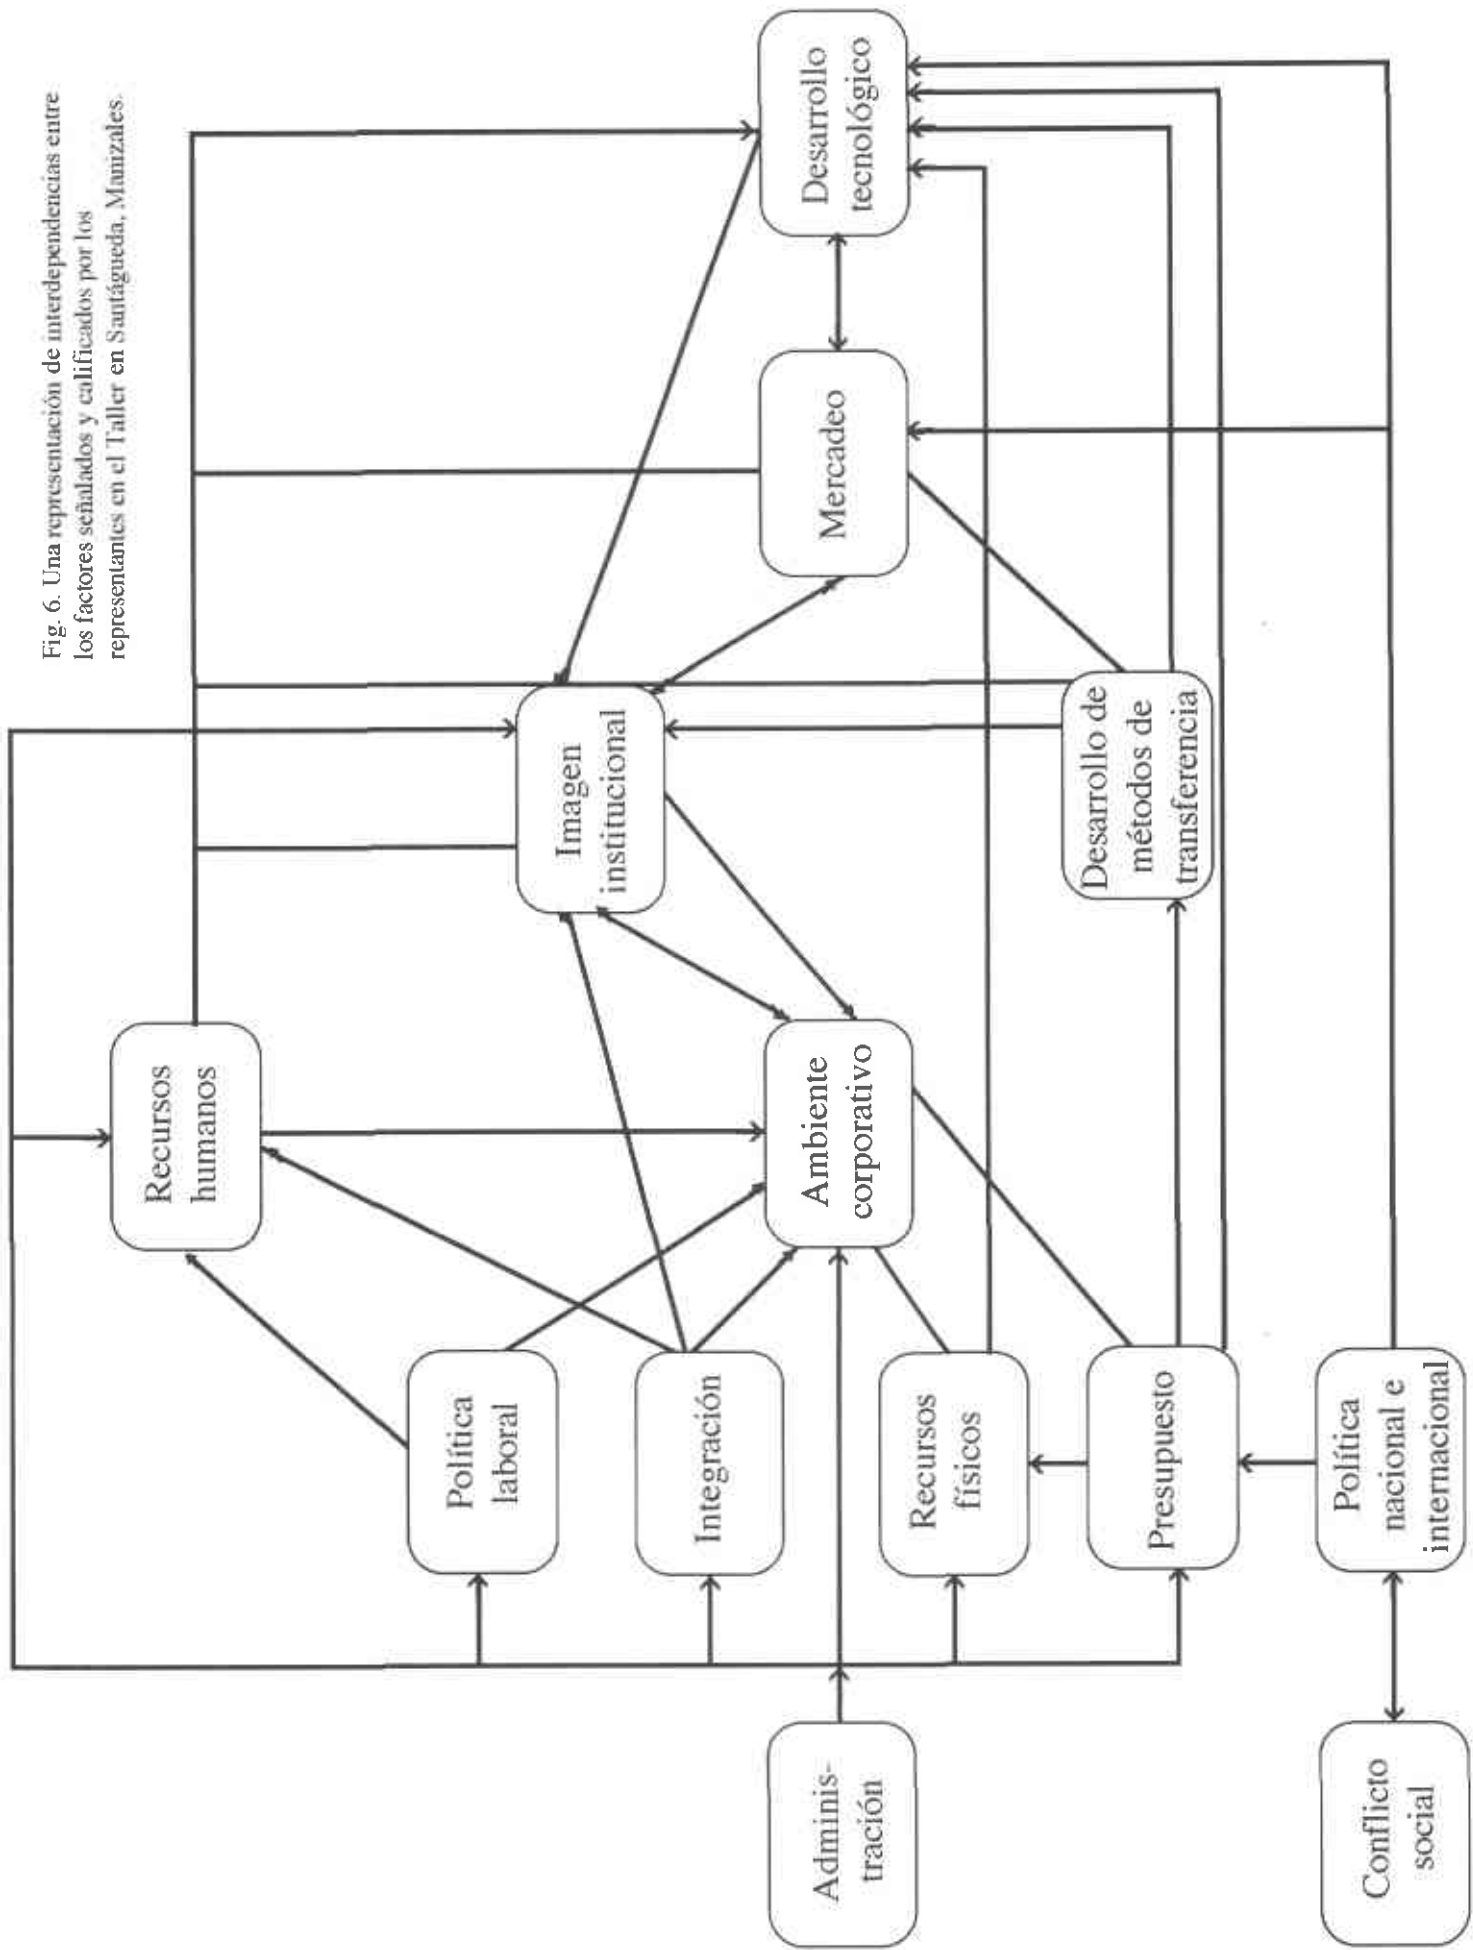 Fig. 6. Una representación de interdependencias entre
los factores señalados y calificados por los
representantes en el Taller en Santágueda, Manizales.
Recursos
humanos
Política
laboral
Integración
Imagen
institucional
Desarrollo
tecnológico
Mercadeo
Ambiente
corporativo
Adminis-
tración
Recursos
físicos
Desarrollo de
métodos de
transferencia
Presupuesto
Política
nacional e
internacional
Conflicto
social